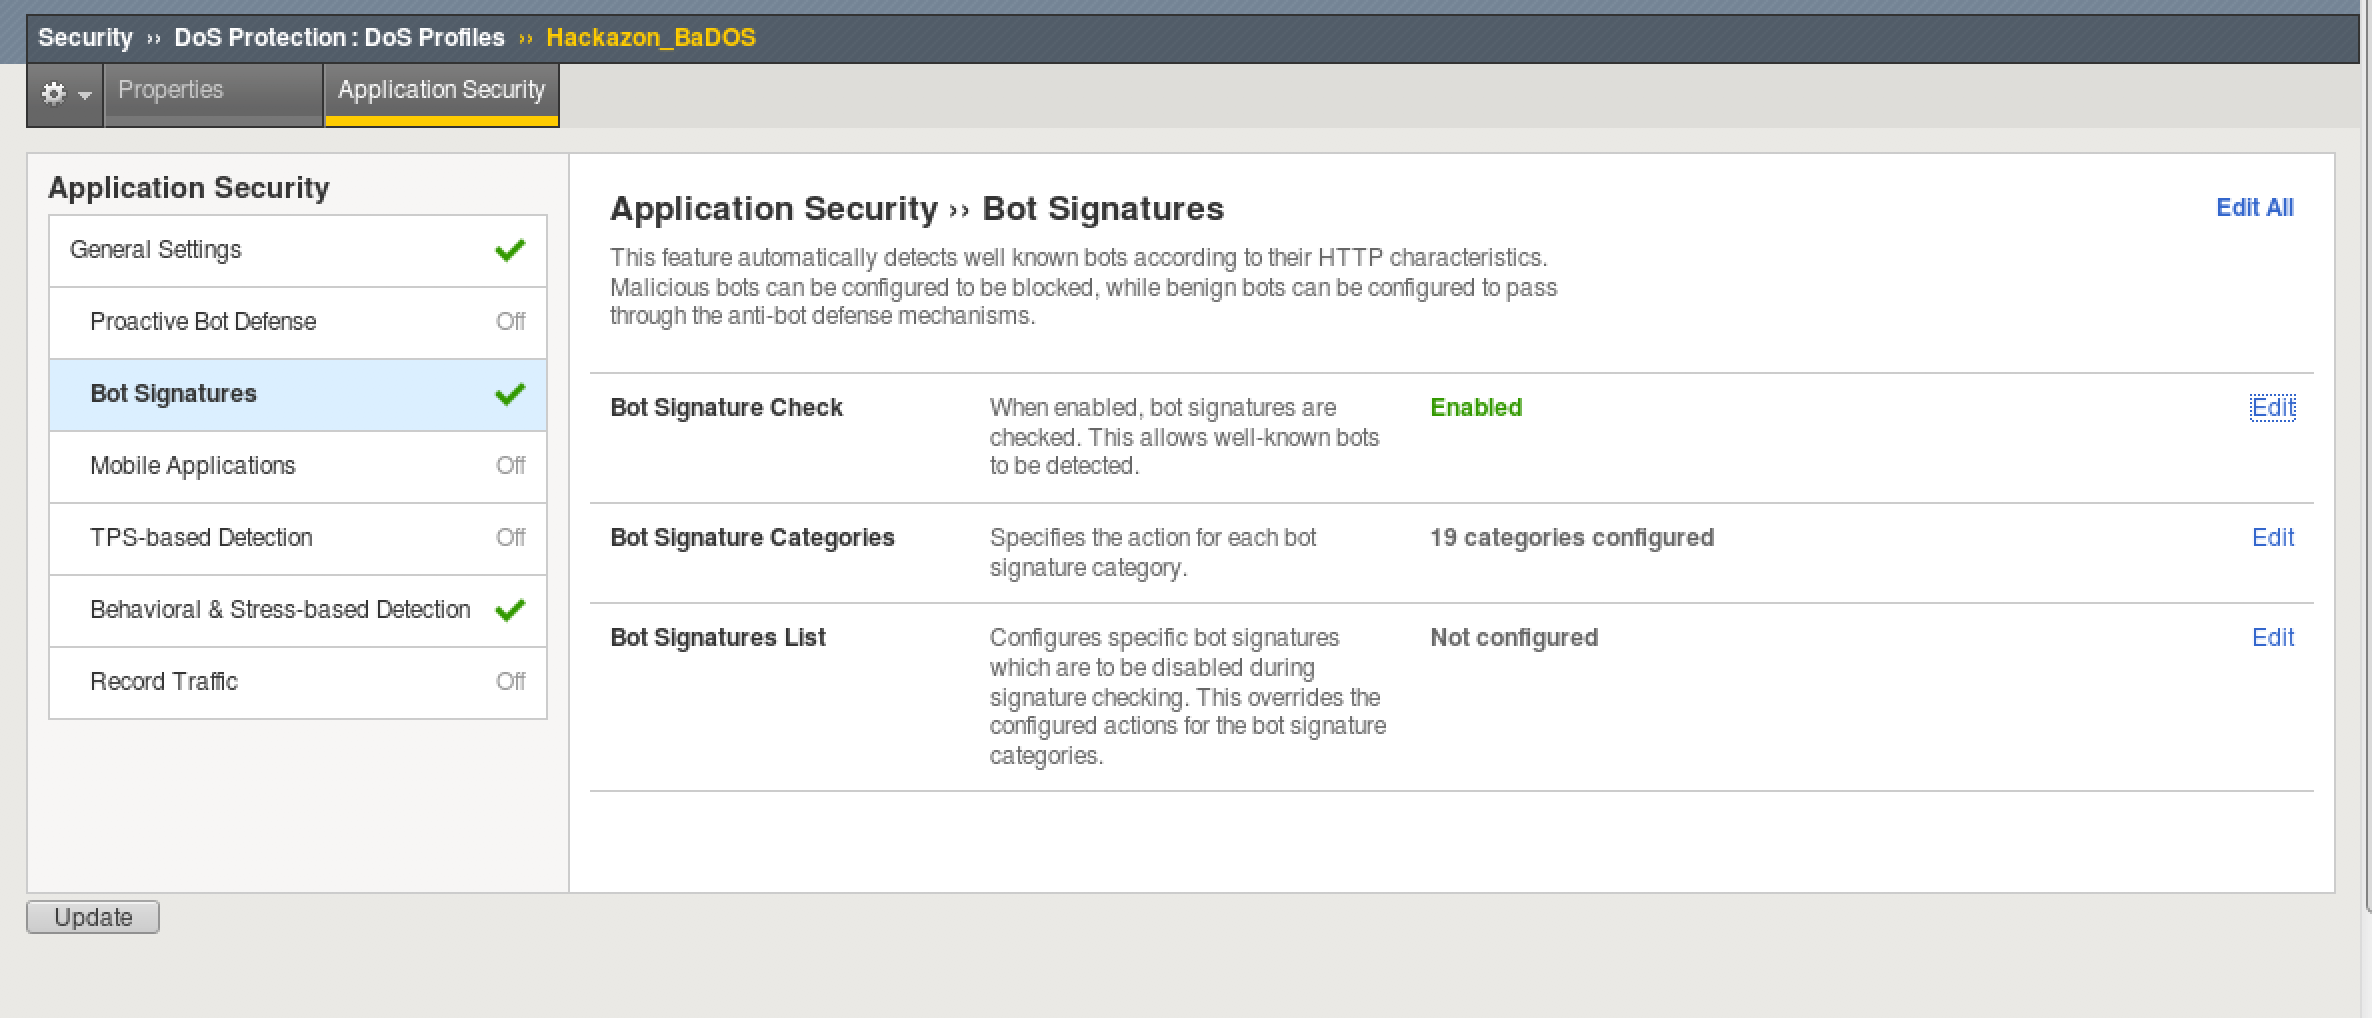 Security ›› DoS Protection : DoS Profiles ›› Hackazon_BaDOS
Properties
Application Security
Application Security
General Settings
Proactive Bot Defense Off
Bot Signatures
Mobile Applications Off
TPS-based Detection Off
Behavioral & Stress-based Detection
Record Traffic Off
Application Security ›› Bot Signatures
Edit All
This feature automatically detects well known bots according to their HTTP characteristics.
Malicious bots can be configured to be blocked, while benign bots can be configured to pass
through the anti-bot defense mechanisms.
Bot Signature Check
When enabled, bot signatures are
checked. This allows well-known bots
to be detected.
Enabled
Edit
Bot Signature Categories
Specifies the action for each bot
signature category.
19 categories configured
Edit
Bot Signatures List
Configures specific bot signatures
which are to be disabled during
signature checking. This overrides the
configured actions for the bot signature
categories.
Not configured
Edit
Update